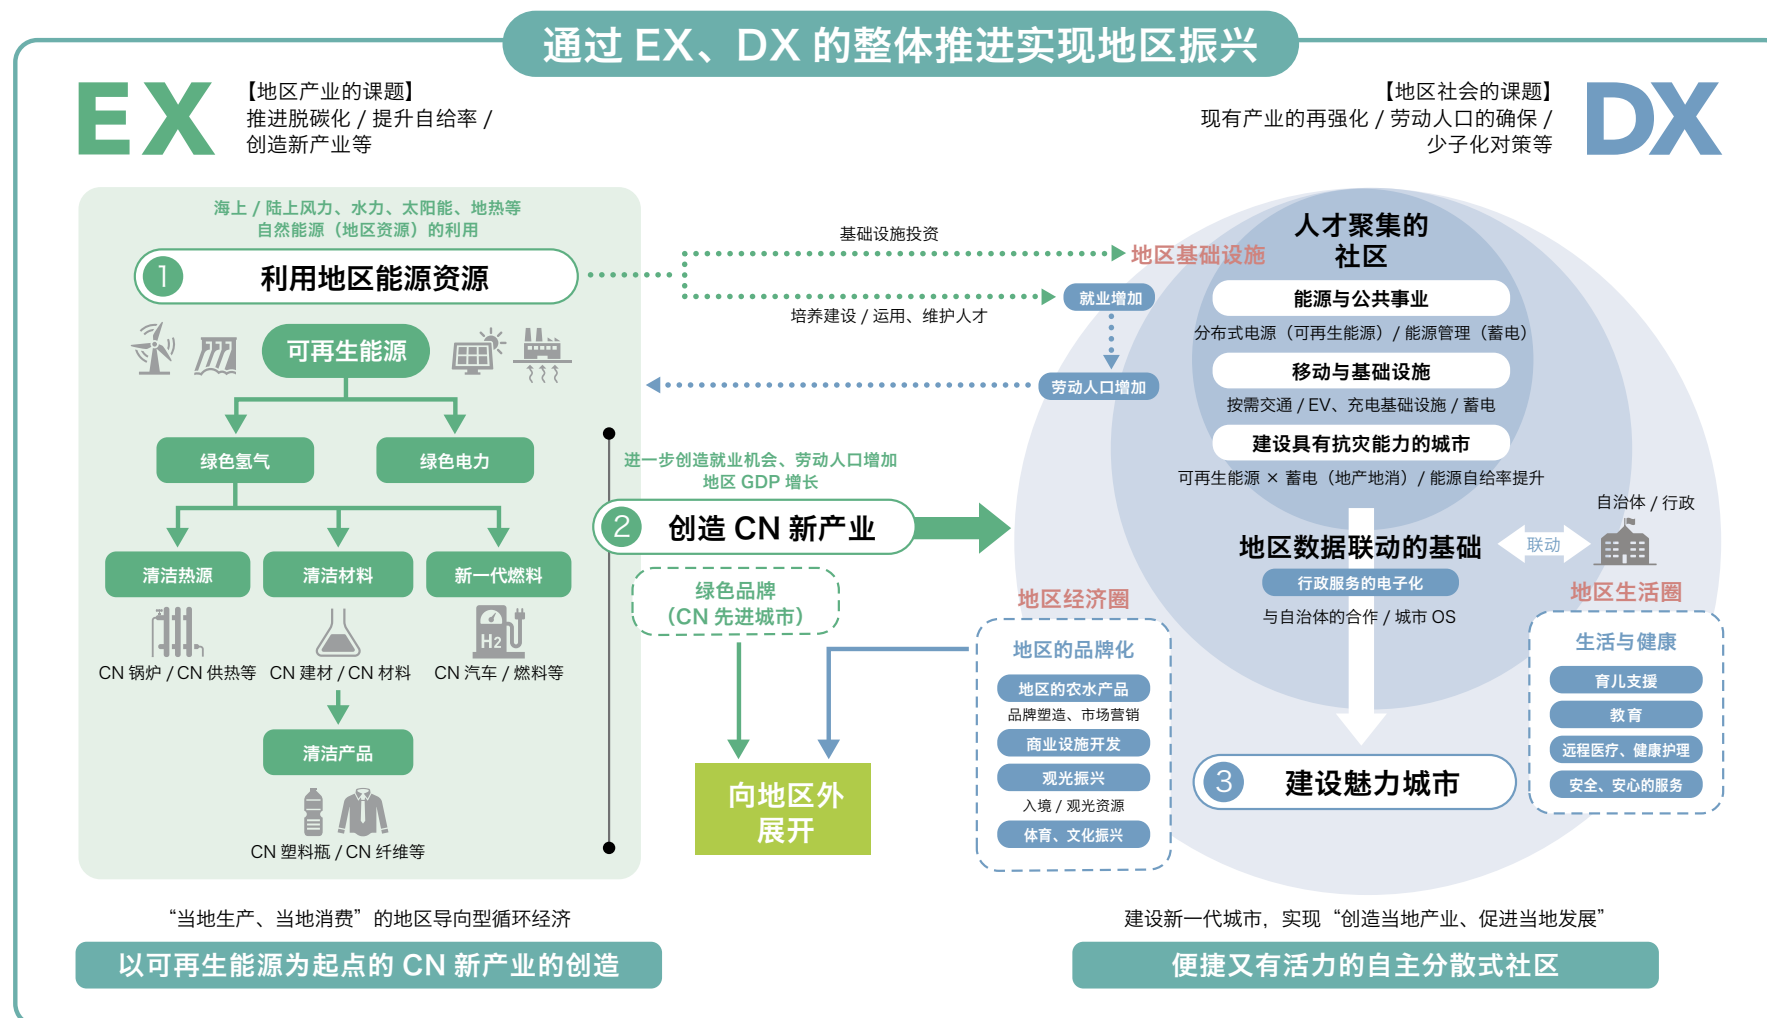 通过 EX、DX 的整体推进实现地区振兴
EX
【地区产业的课题】
推进脱碳化 / 提升自给率 /
创造新产业等
【地区社会的课题】
现有产业的再强化 / 劳动人口的确保 /
少子化对策等
DX
海上 / 陆上风力、水力、太阳能、地热等
自然能源（地区资源）的利用
1 利用地区能源资源
可再生能源
绿色氢气
绿色电力
清洁热源
清洁材料
新一代燃料
H2
CN 锅炉 / CN 供热等
CN 建材 / CN 材料
CN 汽车 / 燃料等
清洁产品
CN 塑料瓶 / CN 纤维等
“当地生产、当地消费”的地区导向型循环经济
以可再生能源为起点的 CN 新产业的创造
基础设施投资
地区基础设施
培养建设 / 运用、维护人才
就业增加
劳动人口增加
进一步创造就业机会、劳动人口增加
地区 GDP 增长
2 创造 CN 新产业
绿色品牌
（CN 先进城市）
向地区外
展开
人才聚集的
社区
能源与公共事业
分布式电源（可再生能源）/ 能源管理（蓄电）
移动与基础设施
按需交通 / EV、充电基础设施 / 蓄电
建设具有抗灾能力的城市
可再生能源 × 蓄电（地产地消）/ 能源自给率提升
地区数据联动的基础
行政服务的电子化
与自治体的合作 / 城市 OS
联动
自治体 / 行政
地区经济圈
地区的品牌化
地区的农水产品
品牌塑造、市场营销
商业设施开发
观光振兴
入境 / 观光资源
体育、文化振兴
3 建设魅力城市
地区生活圈
生活与健康
育儿支援
教育
远程医疗、健康护理
安全、安心的服务
建设新一代城市，实现“创造当地产业、促进当地发展”
便捷又有活力的自主分散式社区